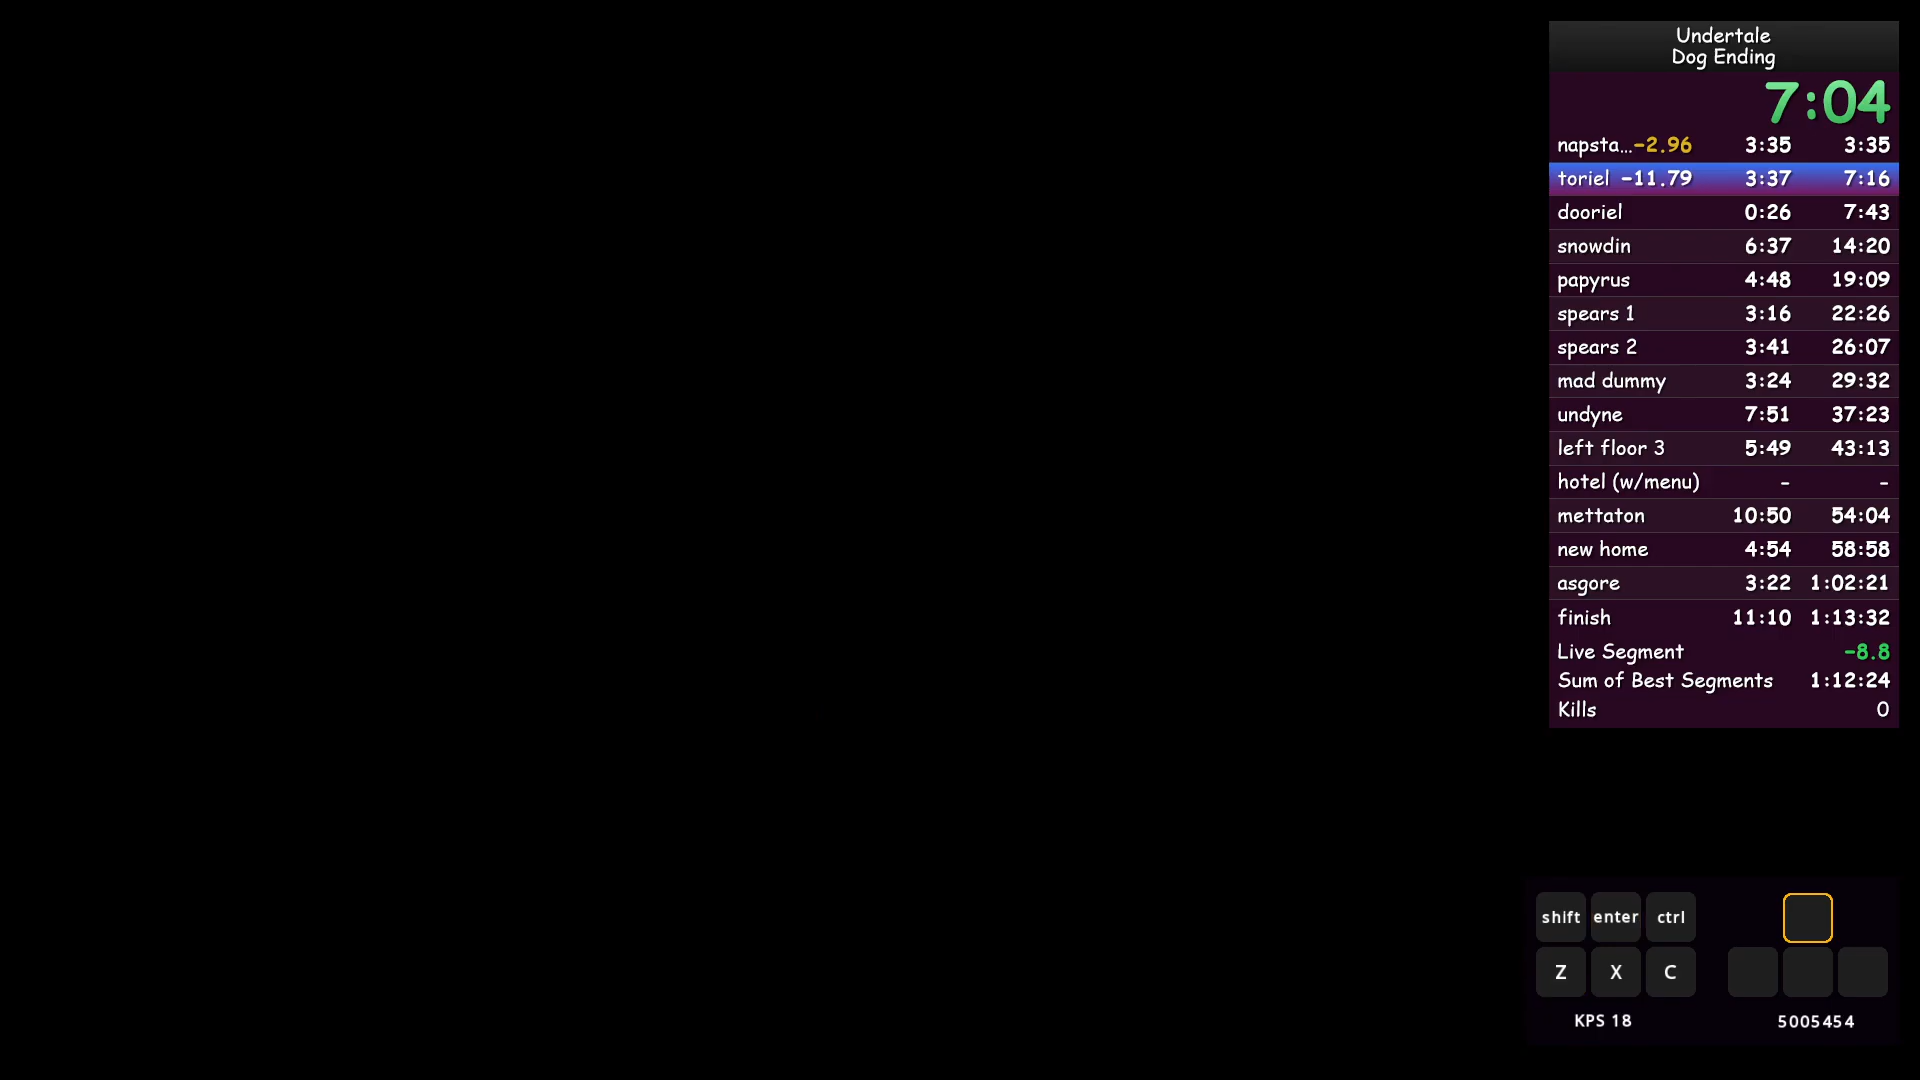 Undertale
Dog Ending
7:04
napsta...-2.96 3:35 3:35
toriel -11.79 3:37 7:16
dooriel 0:26 7:43
snowdin 6:37 14:20
papyrus 4:48 19:09
spears 1 3:16 22:26
spears 2 3:41 26:07
mad dummy 3:24 29:32
undyne 7:51 37:23
left floor 3 5:49 43:13
hotel (w/menu) - -
mettaton 10:50 54:04
new home 4:54 58:58
asgore 3:22 1:02:21
finish 11:10 1:13:32
Live Segment -8.8
Sum of Best Segments 1:12:24
Kills 0
shift enter ctrl
Z X C
KPS 18 5005454